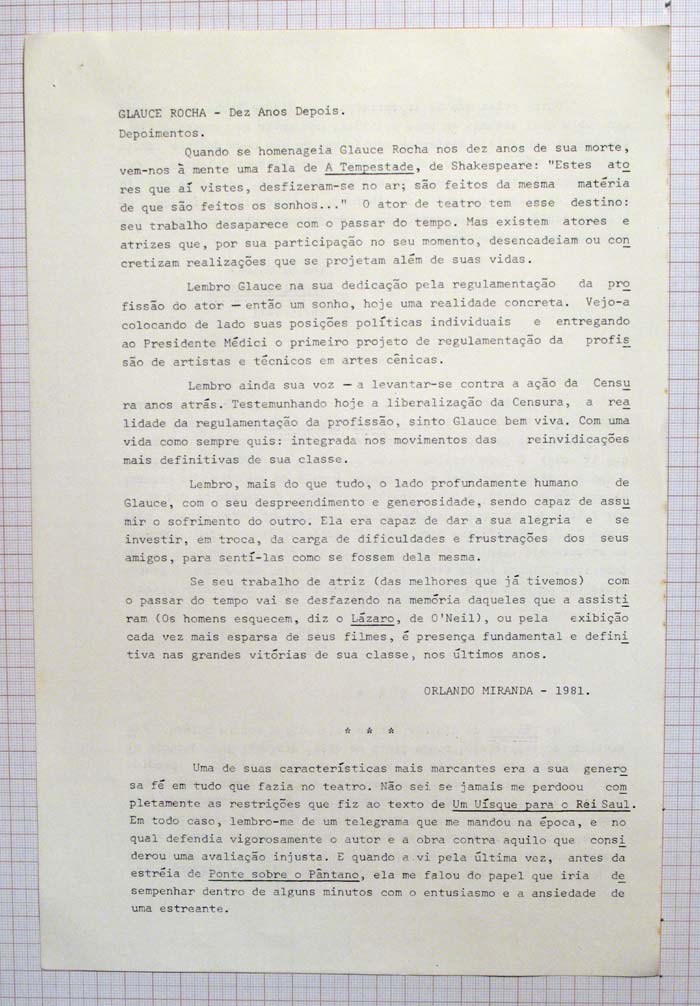 GLAUCE ROCHA - Dez Anos Depois.
Depoimentos.
Quando se homenageia Glauce Rocha nos dez anos de sua morte,
vem-nos à mente uma fala de A Tempestade, de Shakespeare: "Estes ato
res que aí vistes, desfizeram-se no ar; são feitos da mesma matéria
de que são feitos os sonhos..." O ator de teatro tem esse destino:
seu trabalho desaparece com o passar do tempo. Mas existem atores e
atrizes que, por sua participação no seu momento, desencadeiam ou con
cretizam realizações que se projetam além de suas vidas.
Lembro Glauce na sua dedicação pela regulamentação da pro
fissão do ator — então um sonho, hoje uma realidade concreta. Vejo-a
colocando de lado suas posições políticas individuais e entregando
ao Presidente Médici o primeiro projeto de regulamentação da profis
são de artistas e técnicos em artes cênicas.
Lembro ainda sua voz — a levantar-se contra a ação da Censu
ra anos atrás. Testemunhando hoje a liberalização da Censura, a rea
lidade da regulamentação da profissão, sinto Glauce bem viva. Com uma
vida como sempre quis: integrada nos movimentos das reinvidicações
mais definitivas de sua classe.
Lembro, mais do que tudo, o lado profundamente humano de
Glauce, com o seu despreendimento e generosidade, sendo capaz de assu
mir o sofrimento do outro. Ela era capaz de dar a sua alegria e se
investir, em troca, da carga de dificuldades e frustrações dos seus
amigos, para sentí-las como se fossem dela mesma.
Se seu trabalho de atriz (das melhores que já tivemos) com
o passar do tempo vai se desfazendo na memória daqueles que a assisti
ram (Os homens esquecem, diz o Lázaro, de O'Neil), ou pela exibição
cada vez mais esparsa de seus filmes, é presença fundamental e defini
tiva nas grandes vitórias de sua classe, nos últimos anos.
ORLANDO MIRANDA - 1981.
* * *
Uma de suas características mais marcantes era a sua genero
sa fé em tudo que fazia no teatro. Não sei se jamais me perdoou com
pletamente as restrições que fiz ao texto de Um Uísque para o Rei Saul.
Em todo caso, lembro-me de um telegrama que me mandou na época, e no
qual defendia vigorosamente o autor e a obra contra aquilo que consi
derou uma avaliação injusta. E quando a vi pela última vez, antes da
estréia de Ponte sobre o Pântano, ela me falou do papel que iria de
sempenhar dentro de alguns minutos com o entusiasmo e a ansiedade de
uma estreante.